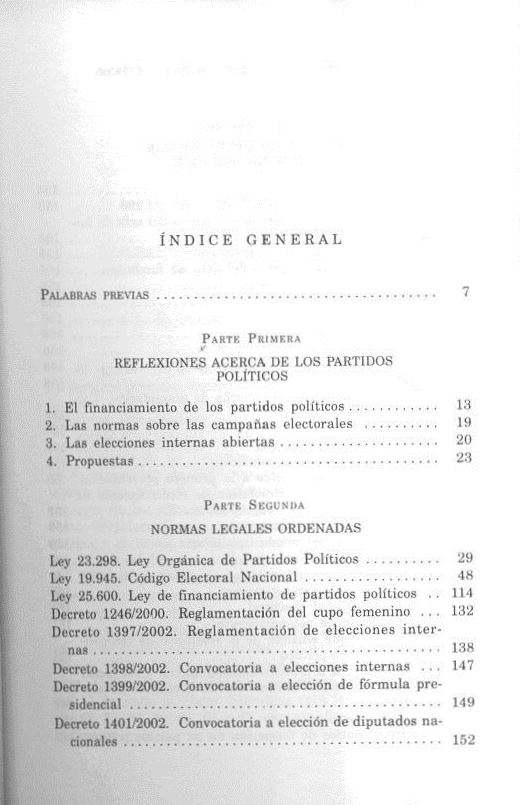 ÍNDICE GENERAL
PALABRAS PREVIAS ..................................... 7
PARTE PRIMERA
REFLEXIONES ACERCA DE LOS PARTIDOS
POLÍTICOS
1. El financiamiento de los partidos políticos ............ 13
2. Las normas sobre las campañas electorales .......... 19
3. Las elecciones internas abiertas ..................... 20
4. Propuestas ........................................ 23
PARTE SEGUNDA
NORMAS LEGALES ORDENADAS
Ley 23.298. Ley Orgánica de Partidos Políticos .......... 29
Ley 19.945. Código Electoral Nacional .................. 48
Ley 25.600. Ley de financiamiento de partidos políticos .. 114
Decreto 1246/2000. Reglamentación del cupo femenino ... 132
Decreto 1397/2002. Reglamentación de elecciones inter-
nas .............................................. 138
Decreto 1398/2002. Convocatoria a elecciones internas ... 147
Decreto 1399/2002. Convocatoria a elección de fórmula pre-
sidencial ......................................... 149
Decreto 1401/2002. Convocatoria a elección de diputados na-
cionales .......................................... 152